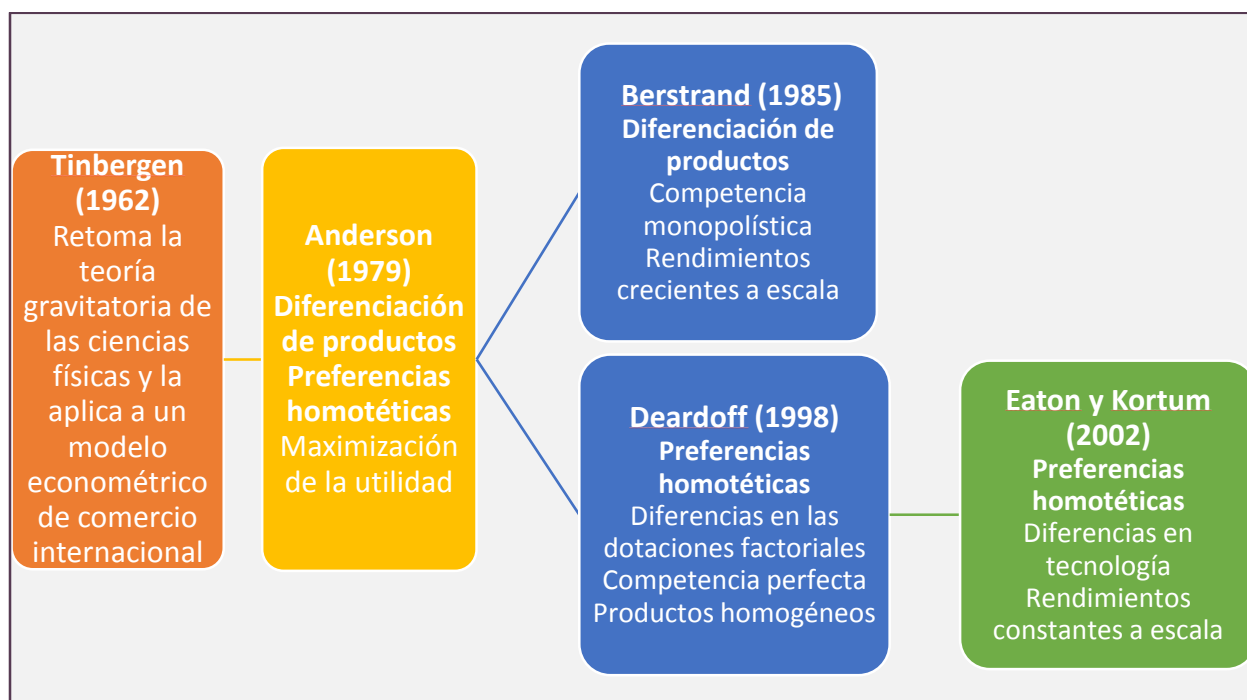 Tinbergen
(1962)
Retoma la
teoría
gravitatoria de
las ciencias
físicas y la
aplica a un
modelo
econométrico
de comercio
internacional
Anderson
(1979)
Diferenciación
de productos
Preferencias
homotéticas
Maximización
de la utilidad
Berstrand (1985)
Diferenciación de
productos
Competencia
monopolística
Rendimientos
crecientes a escala
Deardoff (1998)
Preferencias
homotéticas
Diferencias en las
dotaciones factoriales
Competencia perfecta
Productos homogéneos
Eaton y Kortum
(2002)
Preferencias
homotéticas
Diferencias en
tecnología
Rendimientos
constantes a escala